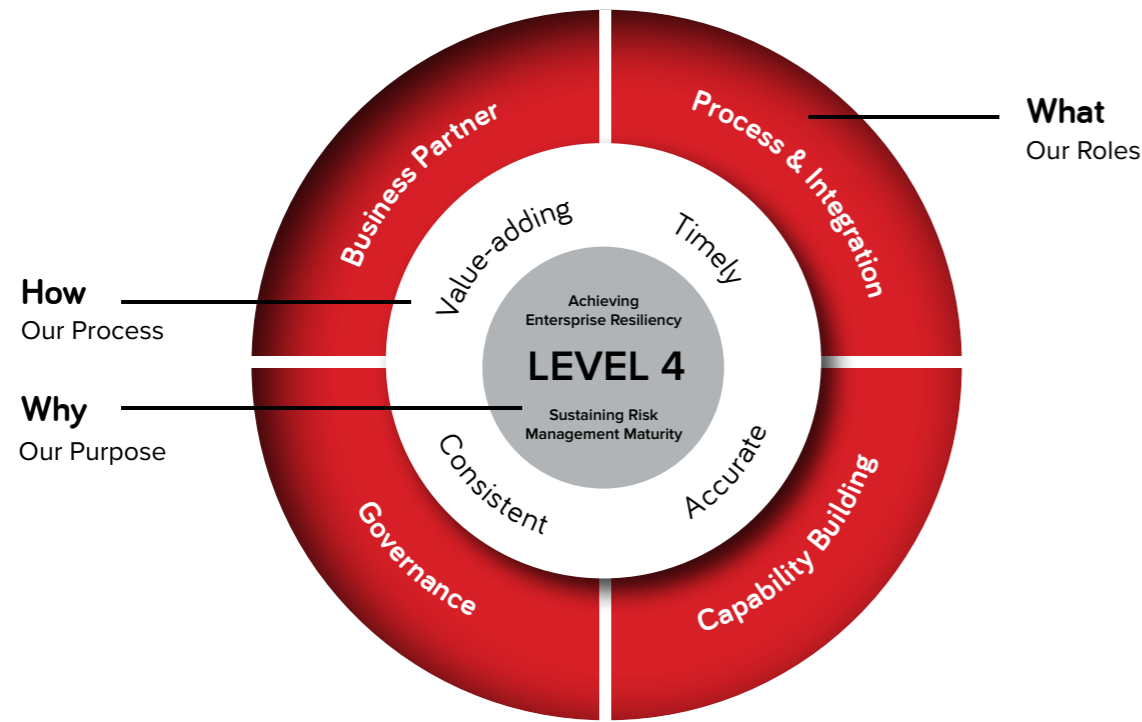 Business Partner
Process & Integration
What
Our Roles
Value-adding
Timely
How
Our Process
Achieving
Entersprise Resiliency
LEVEL 4
Sustaining Risk
Management Maturity
Why
Our Purpose
Consistent
Accurate
Governance
Capability Building